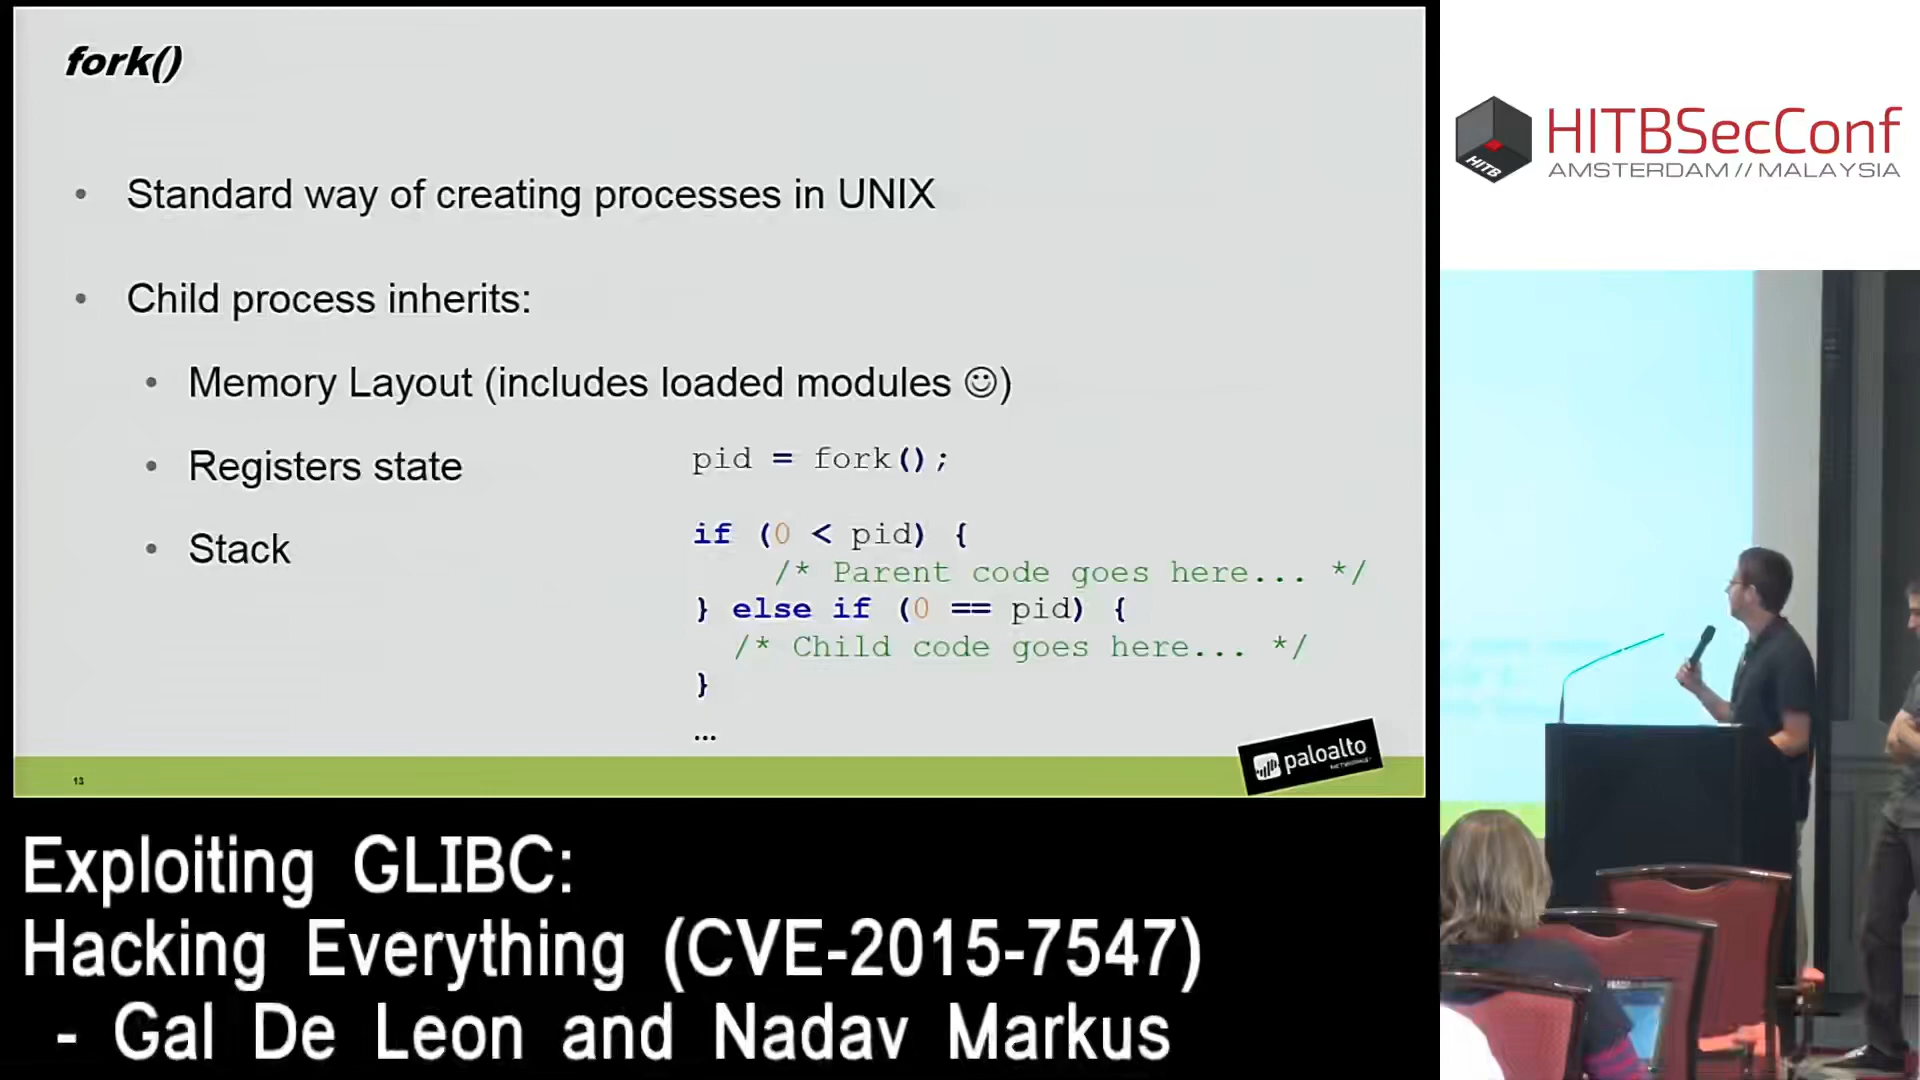 fork()
• Standard way of creating processes in UNIX
• Child process inherits:
• Memory Layout (includes loaded modules ☺)
• Registers state
• Stack
pid = fork();
if (0 < pid) {
/* Parent code goes here... */
} else if (0 == pid) {
/* Child code goes here... */
}
...
13
paloalto
NETWORKS
HITB
HITBSecConf
AMSTERDAM // MALAYSIA
Exploiting GLIBC:
Hacking Everything (CVE-2015-7547)
- Gal De Leon and Nadav Markus